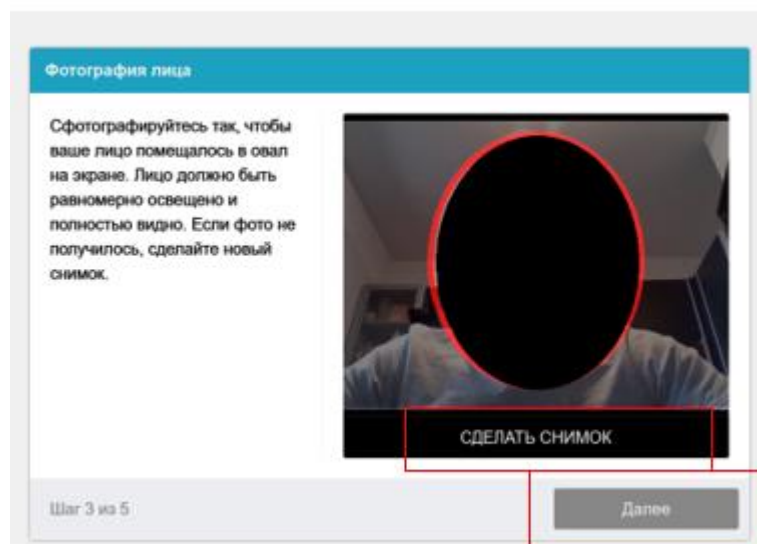 Фотография лица
Сфотографируйтесь так, чтобы
ваше лицо помещалось в овал
на экране. Лицо должно быть
равномерно освещено и
полностью видно. Если фото не
получилось, сделайте новый
снимок.
СДЕЛАТЬ СНИМОК
Шаг 3 из 5
Далее